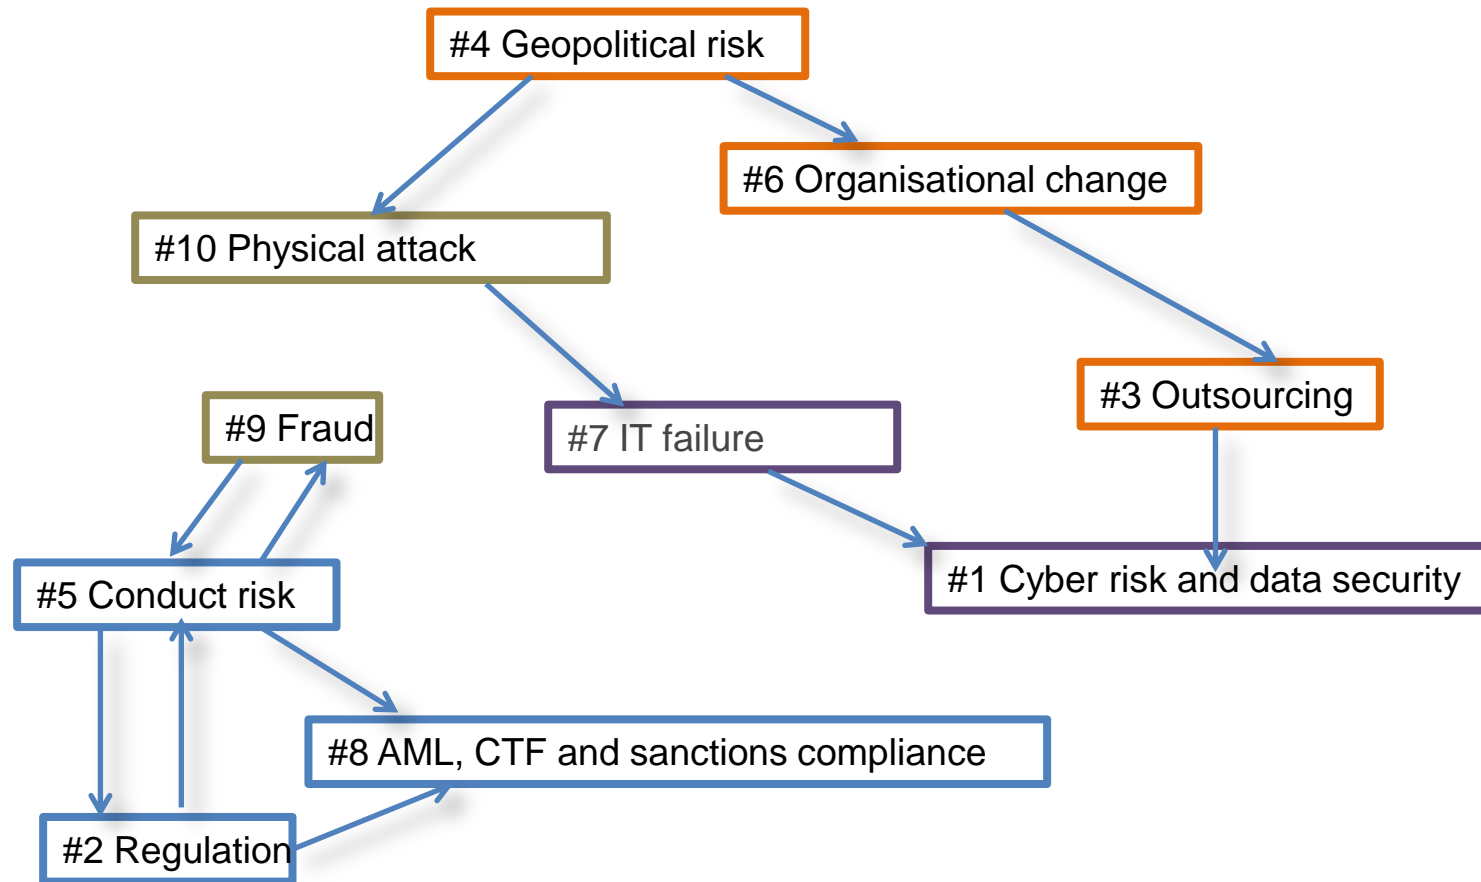 #4 Geopolitical risk
#6 Organisational change
#10 Physical attack
#3 Outsourcing
#9 Fraud
#7 IT failure
#1 Cyber risk and data security
#5 Conduct risk
#8 AML, CTF and sanctions compliance
#2 Regulation